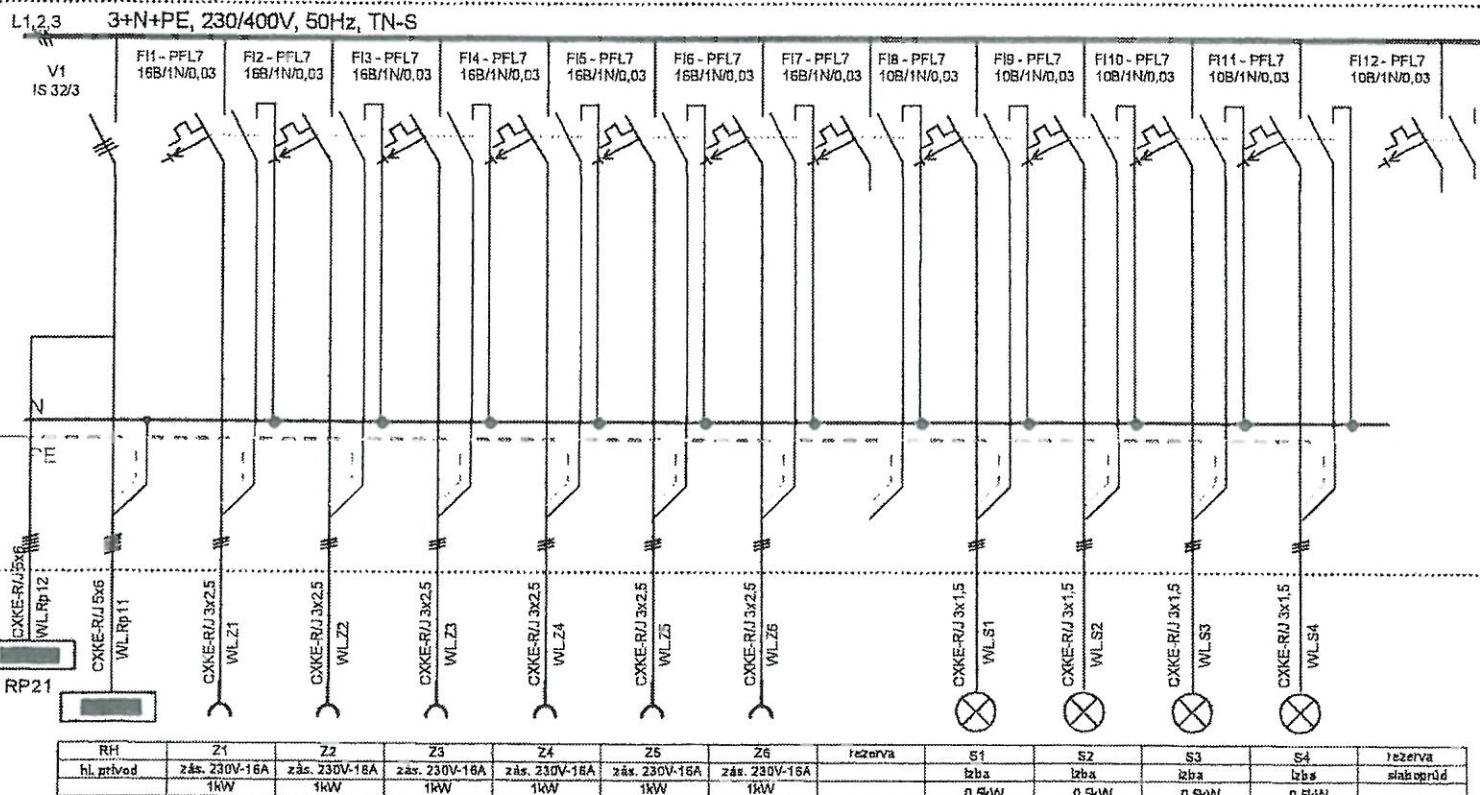 L1,2,3 3+N+PE, 230/400V, 50Hz, TN-S
V1
IS 32/3
FI1 - PFL7
16B/1N/0,03
FI2 - PFL7
16B/1N/0,03
FI3 - PFL7
16B/1N/0,03
FI4 - PFL7
16B/1N/0,03
FI5 - PFL7
16B/1N/0,03
FI6 - PFL7
16B/1N/0,03
FI7 - PFL7
16B/1N/0,03
FI8 - PFL7
10B/1N/0,03
FI9 - PFL7
10B/1N/0,03
FI10 - PFL7
10B/1N/0,03
FI11 - PFL7
10B/1N/0,03
FI12 - PFL7
10B/1N/0,03
N
PE
CXKE-R/J 5x6
WL.Rp12
CXKE-R/J 5x6
WL.Rp11
CXKE-R/J 3x2,5
WL.Z1
CXKE-R/J 3x2,5
WL.Z2
CXKE-R/J 3x2,5
WL.Z3
CXKE-R/J 3x2,5
WL.Z4
CXKE-R/J 3x2,5
WL.Z5
CXKE-R/J 3x2,5
WL.Z6
CXKE-R/J 3x1,5
WL.S1
CXKE-R/J 3x1,5
WL.S2
CXKE-R/J 3x1,5
WL.S3
CXKE-R/J 3x1,5
WL.S4
RP21
RH Z1 Z2 Z3 Z4 Z5 Z6 rezerva S1 S2 S3 S4 rezerva
hl. prívod zás. 230V-16A zás. 230V-16A zás. 230V-16A zás. 230V-16A zás. 230V-16A zás. 230V-16A izba izba izba izba slaboprúd
1kW 1kW 1kW 1kW 1kW 1kW 0,5kW 0,5kW 0,5kW 0,5kW